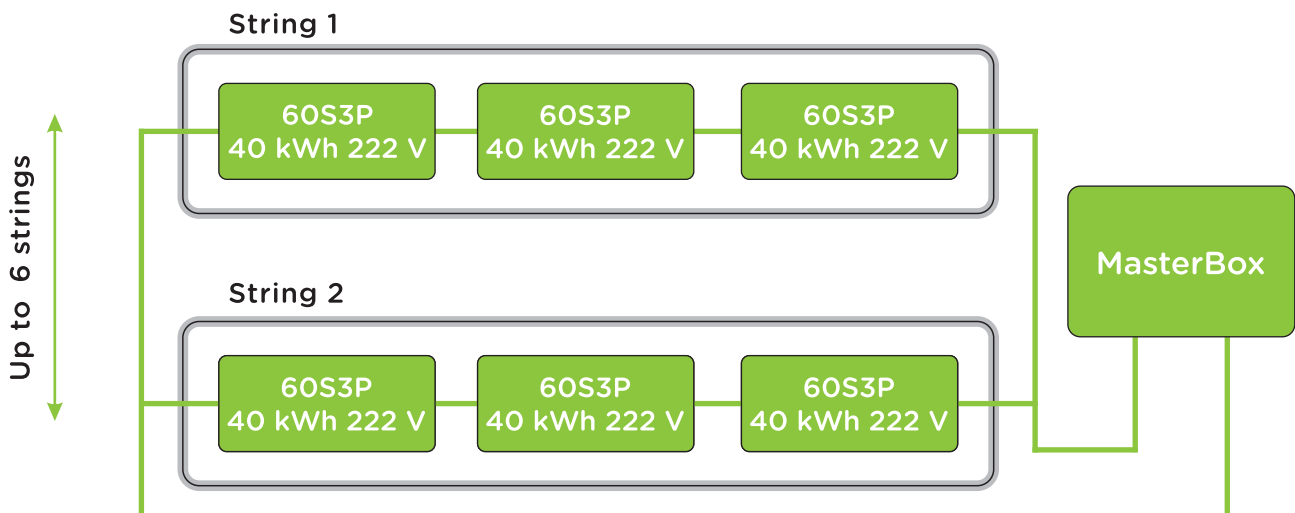 String 1
60S3P
40 kWh 222 V
60S3P
40 kWh 222 V
60S3P
40 kWh 222 V
Up to 6 strings
MasterBox
String 2
60S3P
40 kWh 222 V
60S3P
40 kWh 222 V
60S3P
40 kWh 222 V